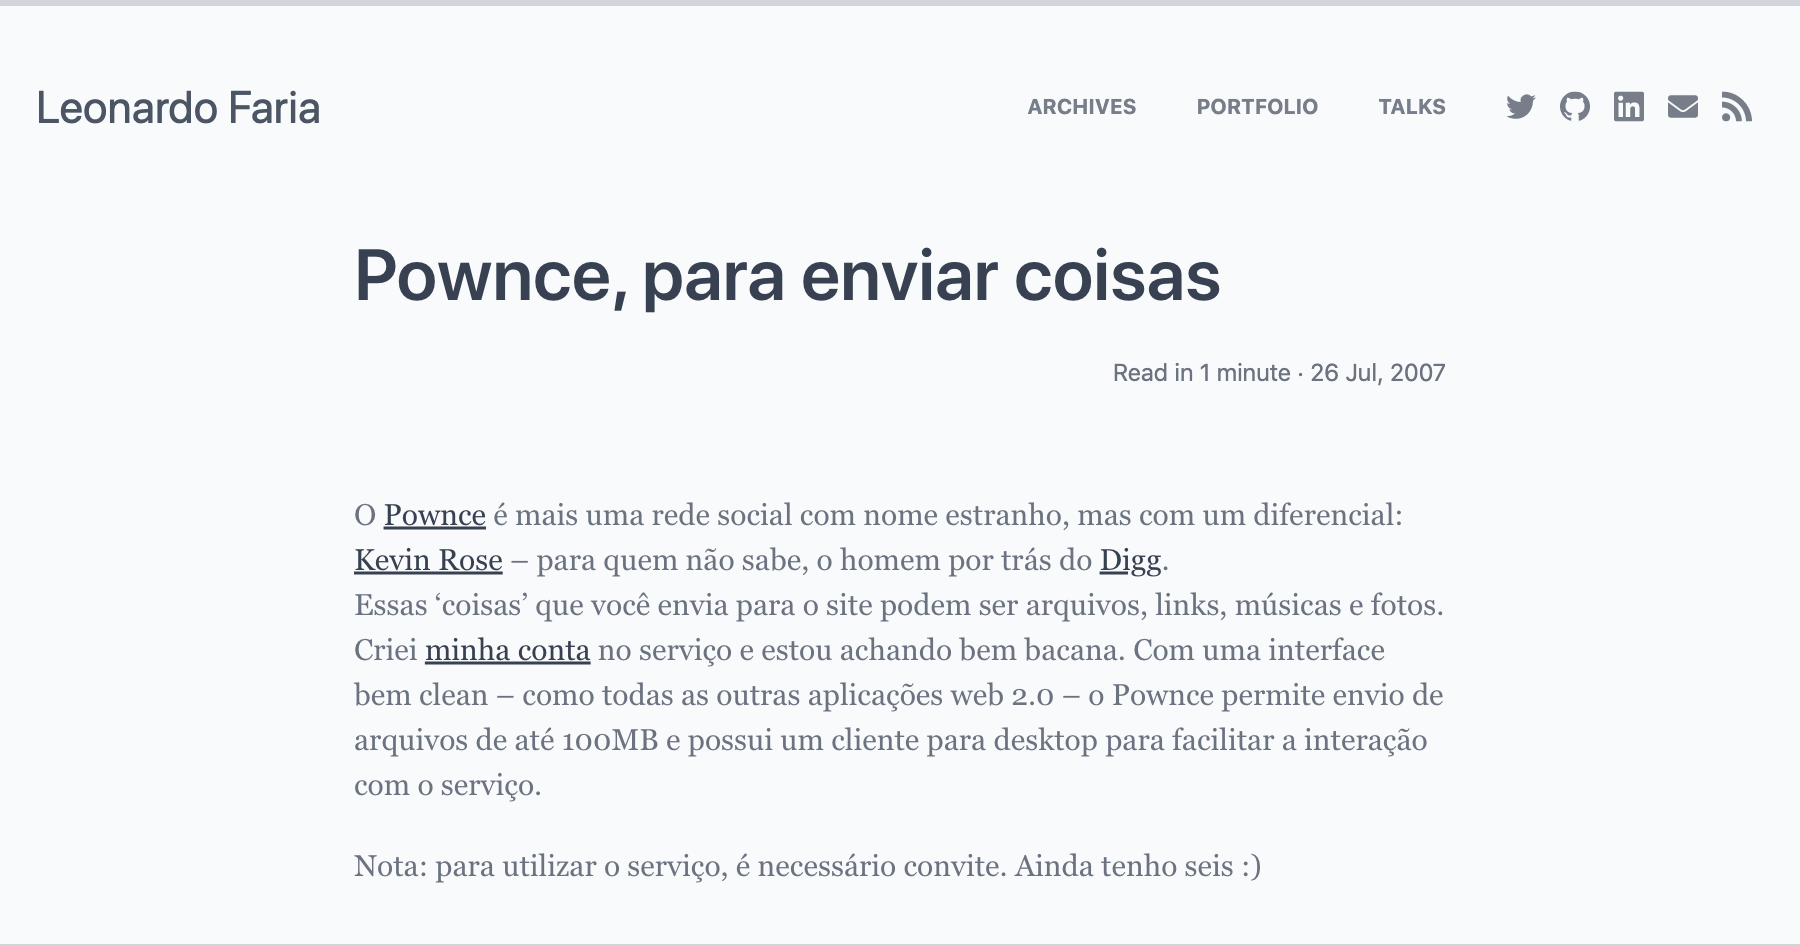 Leonardo Faria
ARCHIVES PORTFOLIO TALKS
Pownce, para enviar coisas
Read in 1 minute · 26 Jul, 2007
O Pownce é mais uma rede social com nome estranho, mas com um diferencial:
Kevin Rose – para quem não sabe, o homem por trás do Digg.
Essas ‘coisas’ que você envia para o site podem ser arquivos, links, músicas e fotos.
Criei minha conta no serviço e estou achando bem bacana. Com uma interface
bem clean – como todas as outras aplicações web 2.0 – o Pownce permite envio de
arquivos de até 100MB e possui um cliente para desktop para facilitar a interação
com o serviço.
Nota: para utilizar o serviço, é necessário convite. Ainda tenho seis :)